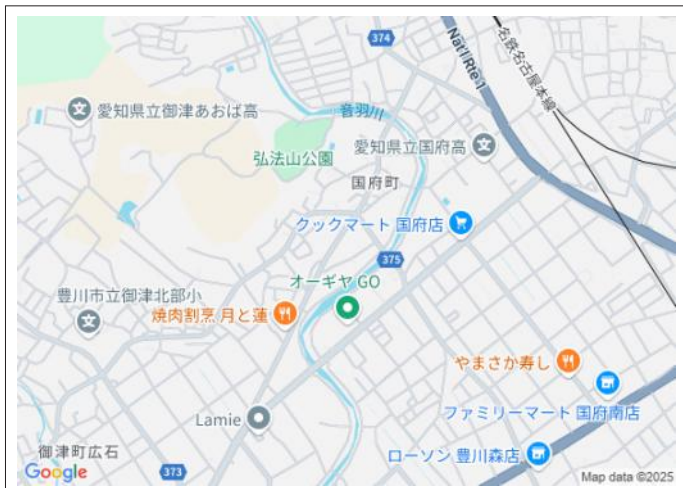 374
Nat'l Rte 1
名鉄名古屋本線
愛知県立御津あおば高
音羽川
弘法山公園
愛知県立国府高
国府町
クックマート 国府店
375
オーギヤ GO
豊川市立御津北部小
焼肉割烹 月と蓮
やまさか寿し
ファミリーマート 国府南店
Lamie
御津町広石
373
ローソン 豊川森店
Google
Map data ©2025